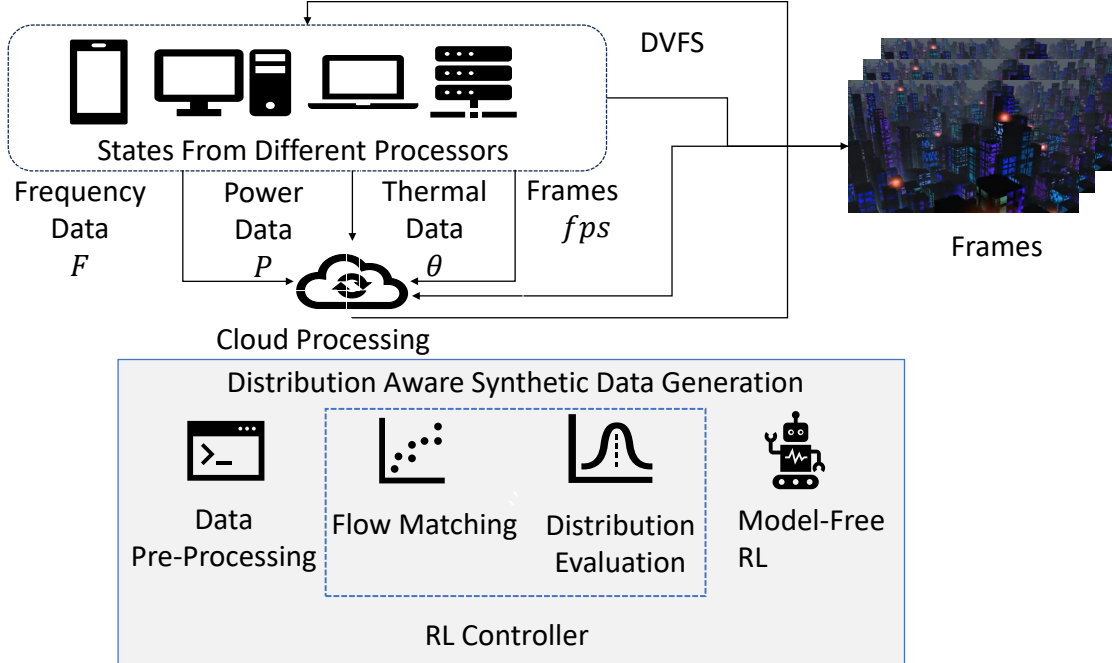 DVFS
States From Different Processors
Frequency
Data
F
Power
Data
P
Thermal
Data
θ
Frames
fps
Frames
Cloud Processing
Distribution Aware Synthetic Data Generation
Data
Pre-Processing
Flow Matching
Distribution
Evaluation
Model-Free
RL
RL Controller